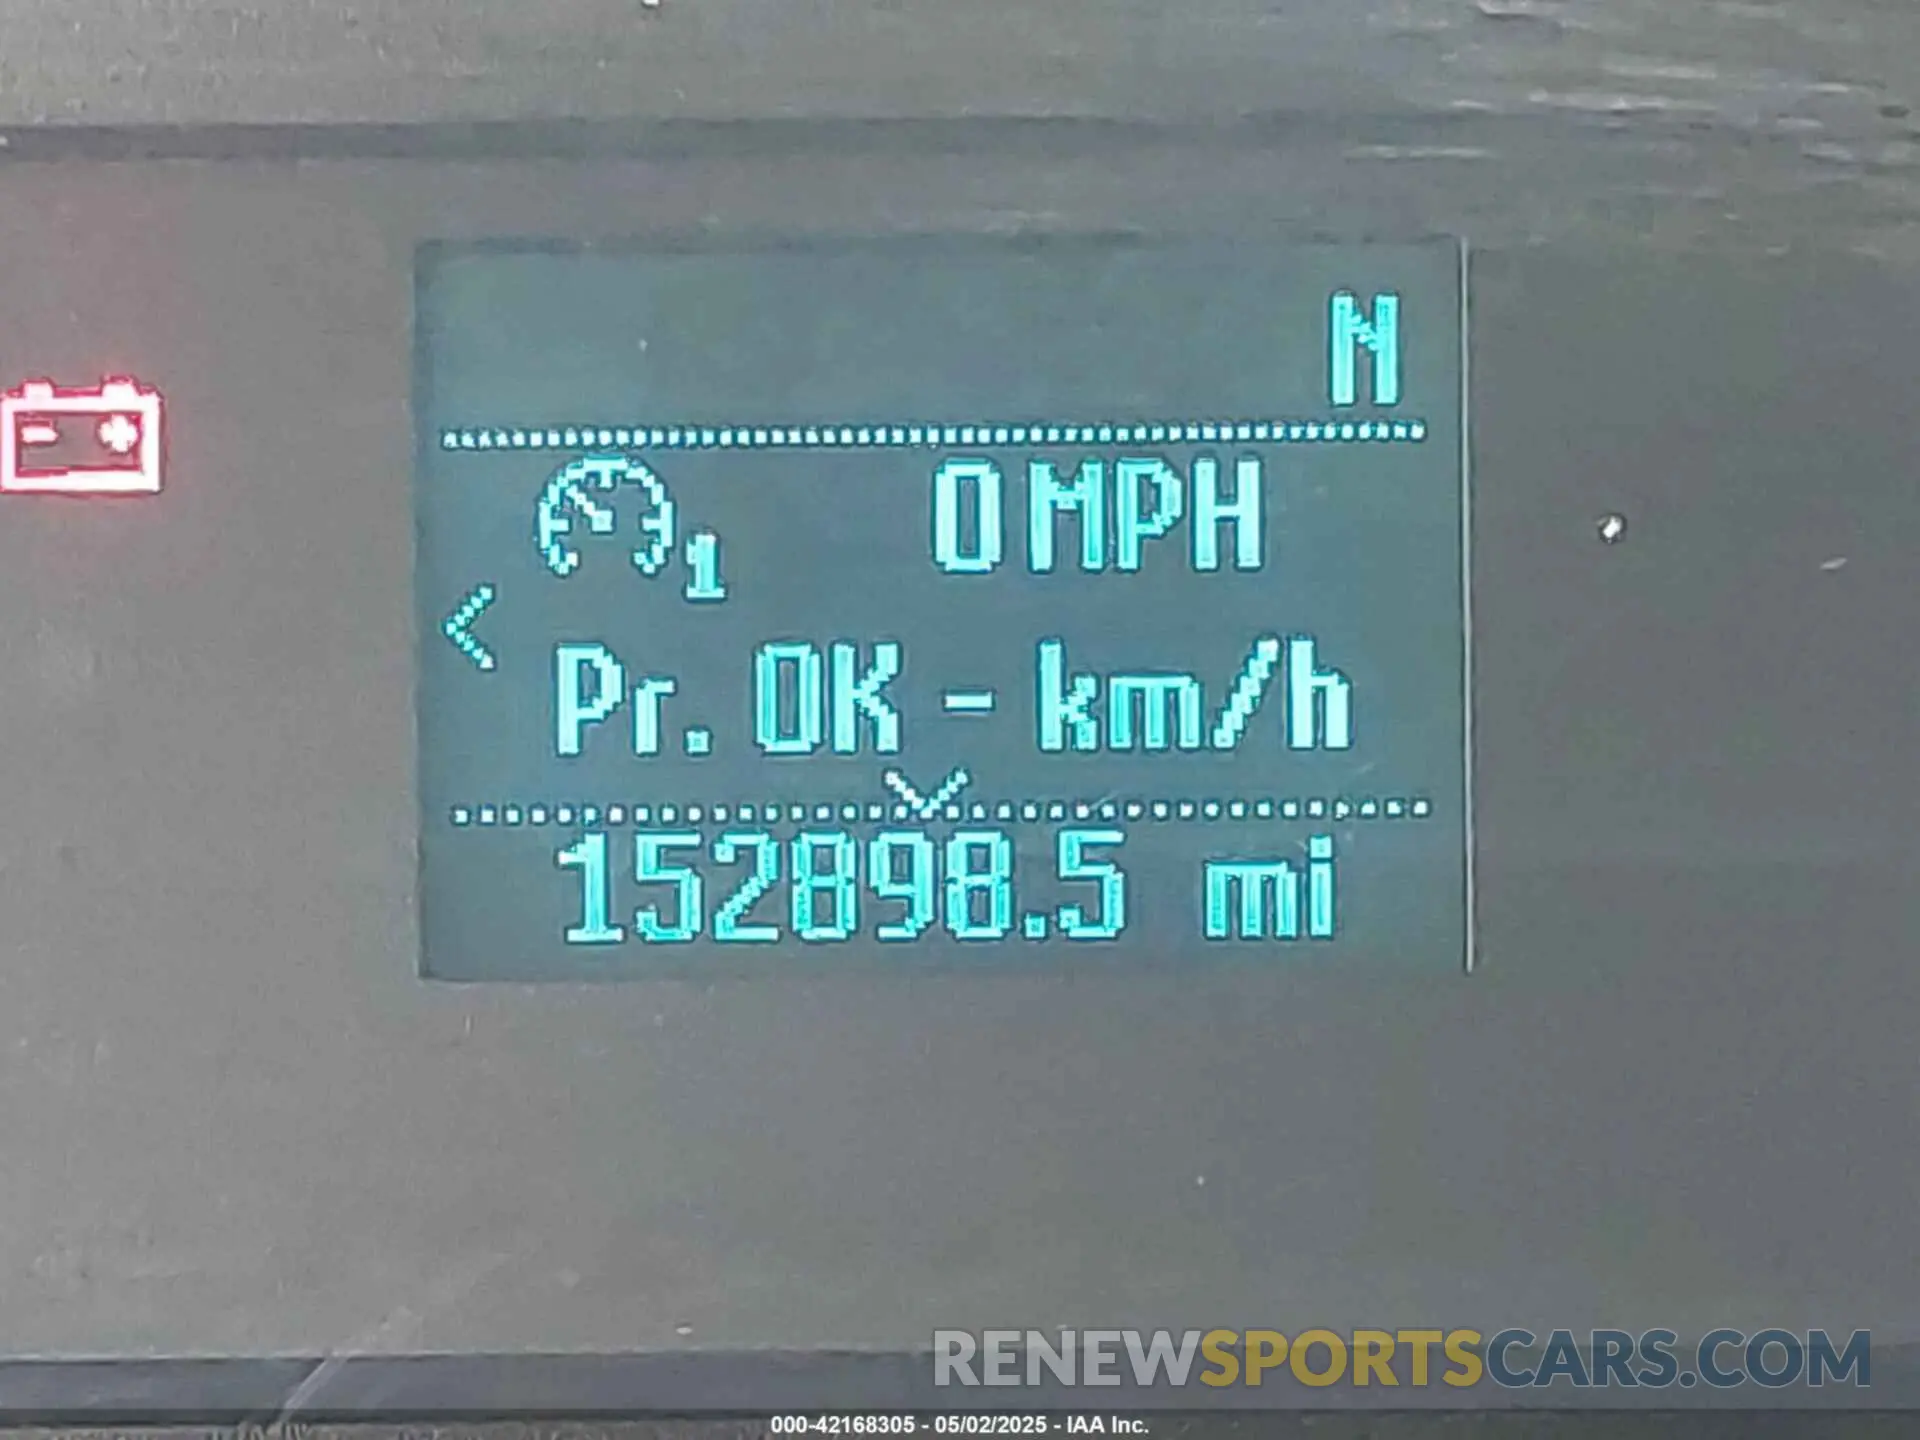 N
1 0 MPH
< Pr. OK - km/h
152898.5 mi
RENEWSPORTSCARS.COM
000-42168305 - 05/02/2025 - IAA Inc.